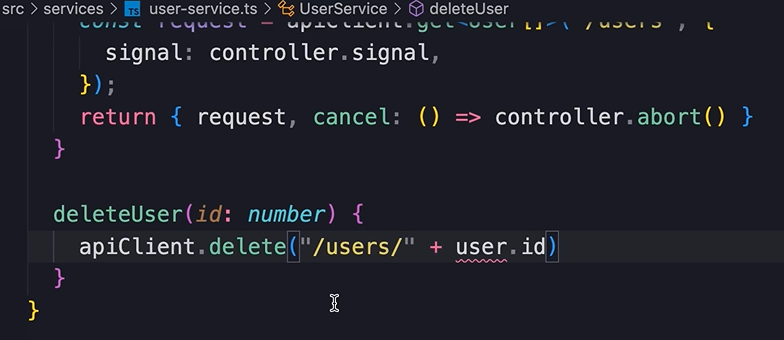 src > services > TS user-service.ts > UserService > deleteUser
const request = apiClient.get<User[]>("/users", {
signal: controller.signal,
});
return { request, cancel: () => controller.abort() }
}
deleteUser(id: number) {
apiClient.delete("/users/" + user.id)
}
}